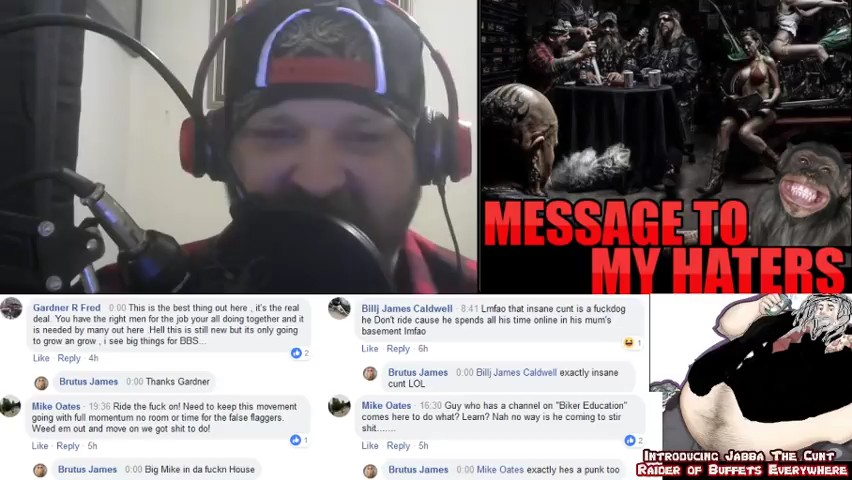 MESSAGE TO
MY HATERS
Gardner R Fred 0:00 This is the best thing out here , it's the real
deal. You have the right men for the job your all doing together and it
is needed by many out here .Hell this is still new but its only going
to grow an grow , i see big things for BBS...
Like · Reply · 4h
2
Brutus James · 0:00 Thanks Gardner
Mike Oates · 19:36 Ride the fuck on! Need to keep this movement
going with full momentum no room or time for the false flaggers.
Weed em out and move on we got shit to do!
Like · Reply · 5h
1
Brutus James · 0:00 Big Mike in da fuckn House
Billj James Caldwell · 8:41 Lmfao that insane cunt is a fuckdog
he Don't ride cause he spends all his time online in his mum's
basement lmfao
Like · Reply · 6h
1
Brutus James · 0:00 Billj James Caldwell exactly insane
cunt LOL
Mike Oates · 16:30 Guy who has a channel on "Biker Education"
comes here to do what? Learn? Nah no way is he coming to stir
shit.......
Like · Reply · 5h
2
Brutus James · 0:00 Mike Oates exactly hes a punk too
Introducing Jabba The Cunt
Raider of Buffets Everywhere